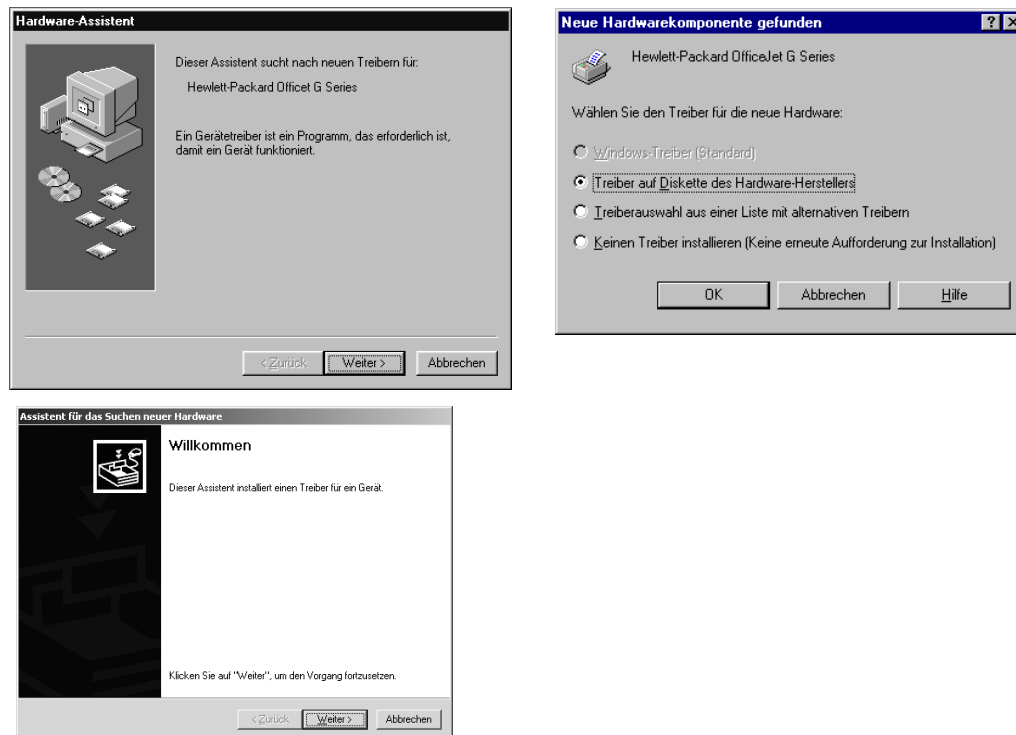 Hardware-Assistent
Dieser Assistent sucht nach neuen Treibern für:
Hewlett-Packard Officet G Series
Ein Gerätetreiber ist ein Programm, das erforderlich ist,
damit ein Gerät funktioniert.
< Zurück
Weiter >
Abbrechen
Neue Hardwarekomponente gefunden
Hewlett-Packard OfficeJet G Series
Wählen Sie den Treiber für die neue Hardware:
Windows-Treiber (Standard)
Treiber auf Diskette des Hardware-Herstellers
Treiberauswahl aus einer Liste mit alternativen Treibern
Keinen Treiber installieren (Keine erneute Aufforderung zur Installation)
OK
Abbrechen
Hilfe
Assistent für das Suchen neuer Hardware
Willkommen
Dieser Assistent installiert einen Treiber für ein Gerät.
Klicken Sie auf "Weiter", um den Vorgang fortzusetzen.
< Zurück
Weiter >
Abbrechen